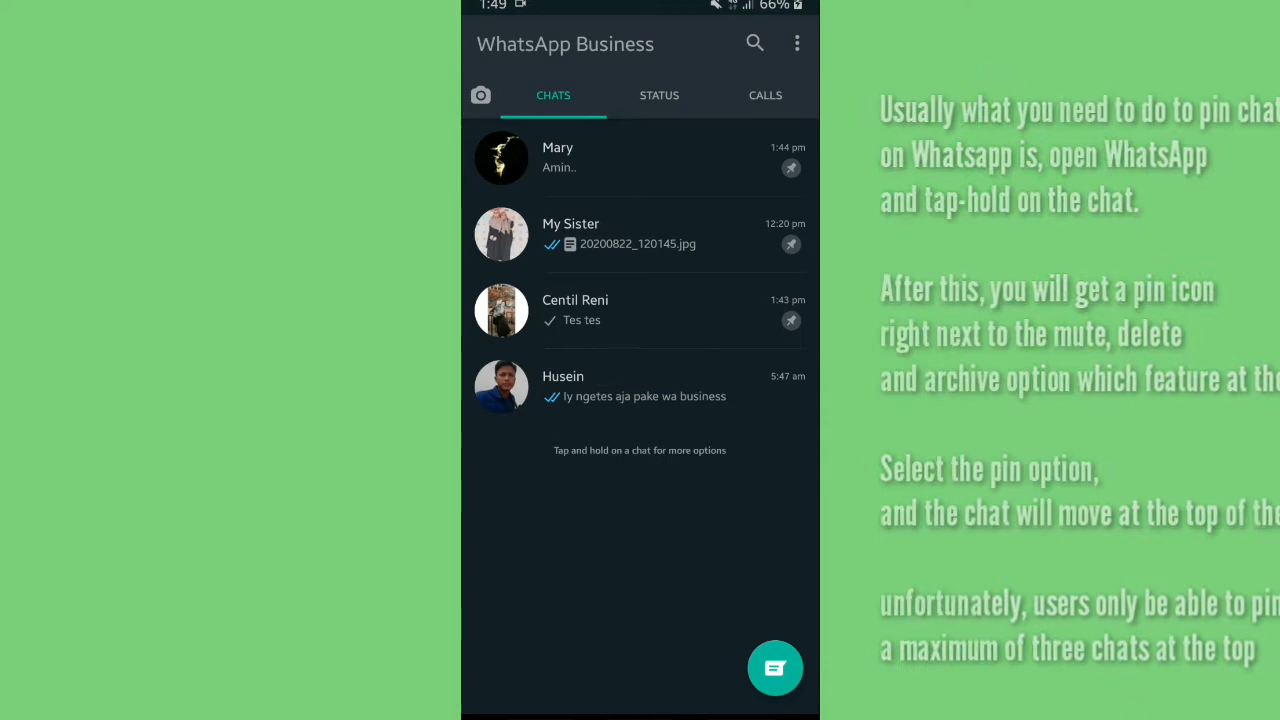 1:49
66%
WhatsApp Business
CHATS
STATUS
CALLS
Mary
1:44 pm
Amin..
My Sister
12:20 pm
20200822_120145.jpg
Centil Reni
1:43 pm
Tes tes
Husein
5:47 am
Iy ngetes aja pake wa business
Tap and hold on a chat for more options
Usually what you need to do to pin chat
on Whatsapp is, open WhatsApp
and tap-hold on the chat.
After this, you will get a pin icon
right next to the mute, delete
and archive option which feature at the
Select the pin option,
and the chat will move at the top of the
unfortunately, users only be able to pin
a maximum of three chats at the top